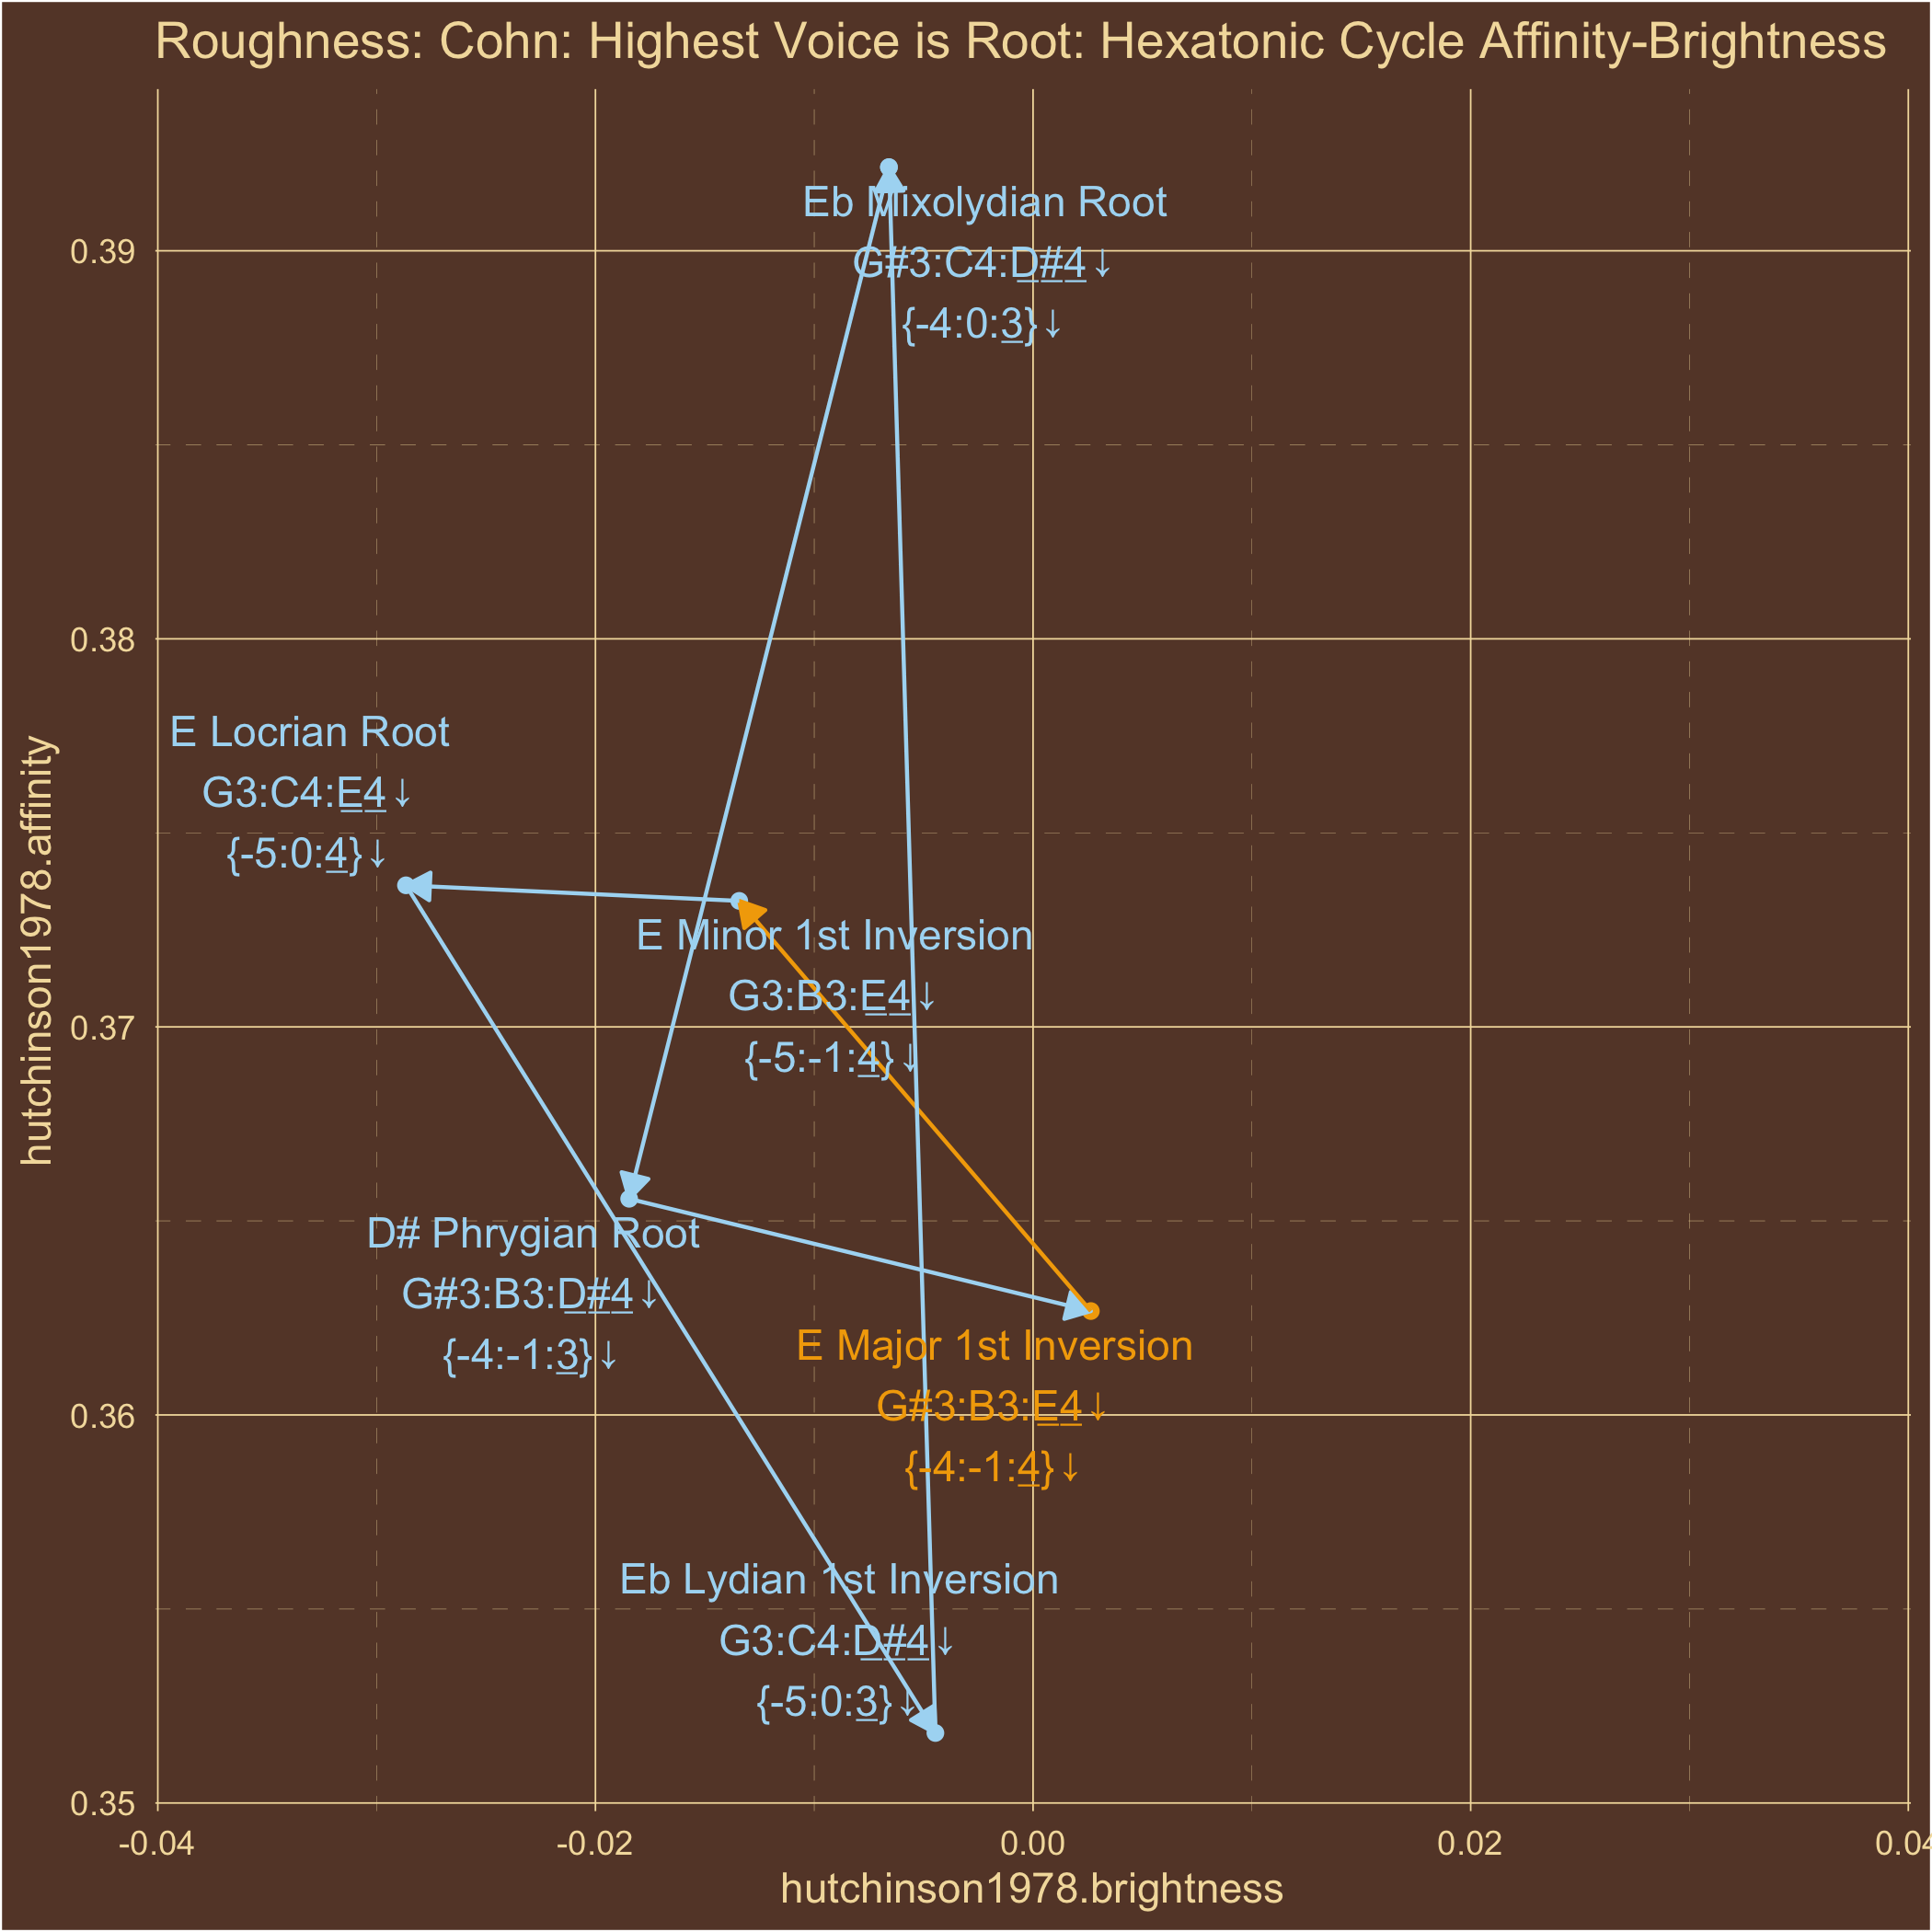 Roughness: Cohn: Highest Voice is Root: Hexatonic Cycle Affinity-Brightness
hutchinson1978.affinity
0.39
0.38
0.37
0.36
0.35
Eb Mixolydian Root
G#3:C4:D#4↓
{-4:0:3}↓
E Locrian Root
G3:C4:E4↓
{-5:0:4}↓
E Minor 1st Inversion
G3:B3:E4↓
{-5:-1:4}↓
D# Phrygian Root
G#3:B3:D#4↓
{-4:-1:3}↓
E Major 1st Inversion
G#3:B3:E4↓
{-4:-1:4}↓
Eb Lydian 1st Inversion
G3:C4:D#4↓
{-5:0:3}↓
-0.04
-0.02
0.00
0.02
0.04
hutchinson1978.brightness